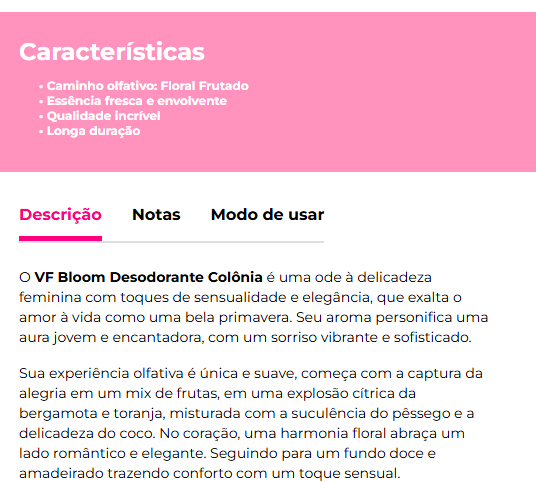 Características
• Caminho olfativo: Floral Frutado
• Essência fresca e envolvente
• Qualidade incrível
• Longa duração
Descrição Notas Modo de usar
O VF Bloom Desodorante Colônia é uma ode à delicadeza
feminina com toques de sensualidade e elegância, que exalta o
amor à vida como uma bela primavera. Seu aroma personifica uma
aura jovem e encantadora, com um sorriso vibrante e sofisticado.
Sua experiência olfativa é única e suave, começa com a captura da
alegria em um mix de frutas, em uma explosão cítrica da
bergamota e toranja, misturada com a suculência do pêssego e a
delicadeza do coco. No coração, uma harmonia floral abraça um
lado romântico e elegante. Seguindo para um fundo doce e
amadeirado trazendo conforto com um toque sensual.